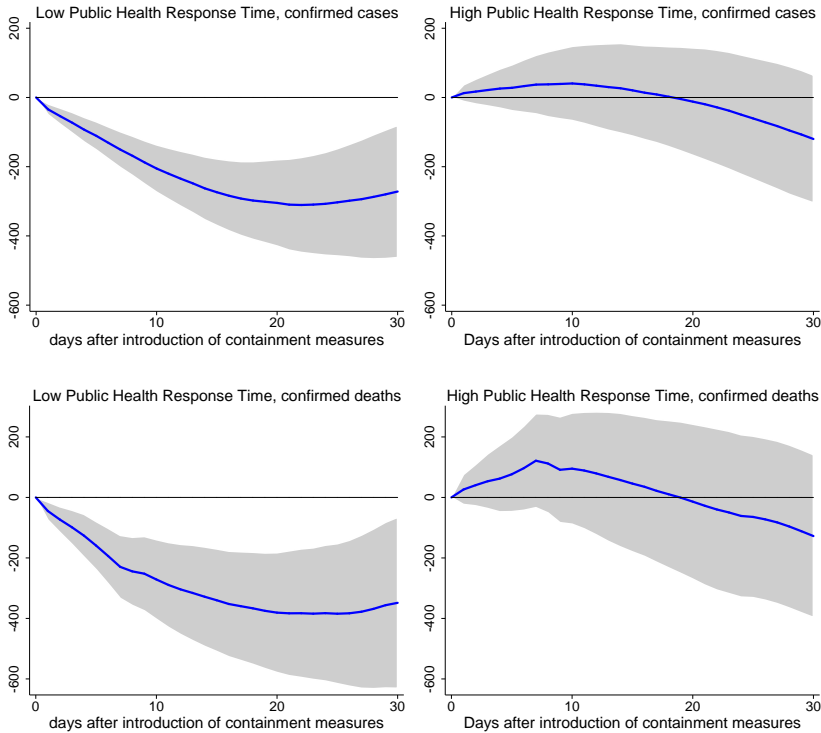 Low Public Health Response Time, confirmed cases
200
0
-200
-400
-600
0 10 20 30
days after introduction of containment measures
High Public Health Response Time, confirmed cases
200
0
-200
-400
-600
0 10 20 30
Days after introduction of containment measures
Low Public Health Response Time, confirmed deaths
200
0
-200
-400
-600
0 10 20 30
days after introduction of containment measures
High Public Health Response Time, confirmed deaths
200
0
-200
-400
-600
0 10 20 30
Days after introduction of containment measures